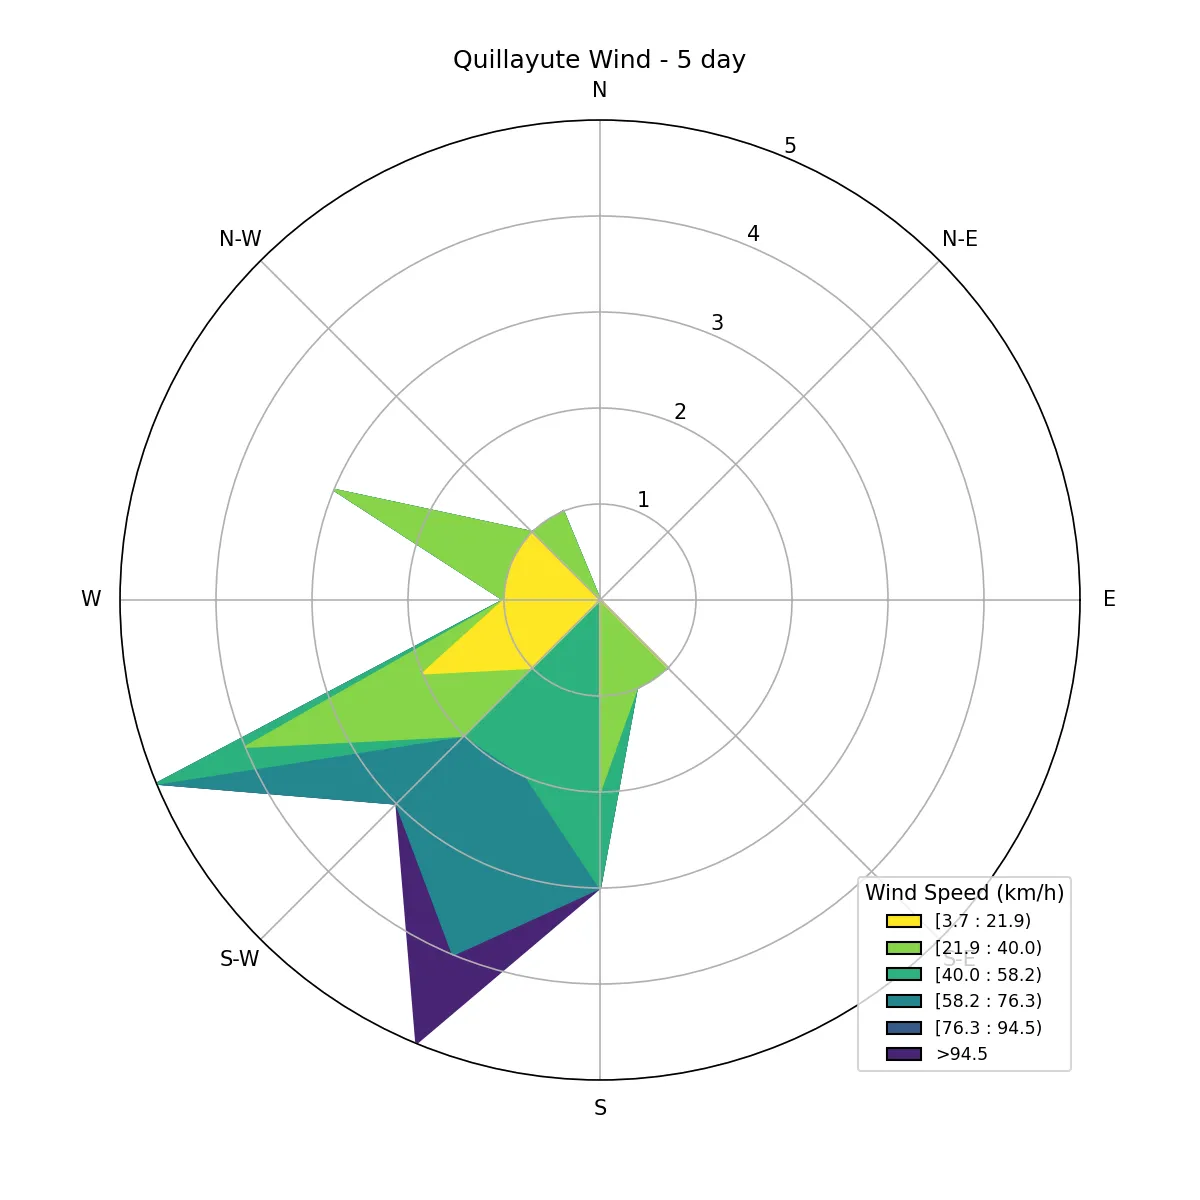 Quillayute Wind - 5 day
N
5
N-W
4
N-E
3
2
1
W
E
S-W
S-E
S
Wind Speed (km/h)
[3.7 : 21.9)
[21.9 : 40.0)
[40.0 : 58.2)
[58.2 : 76.3)
[76.3 : 94.5)
>94.5